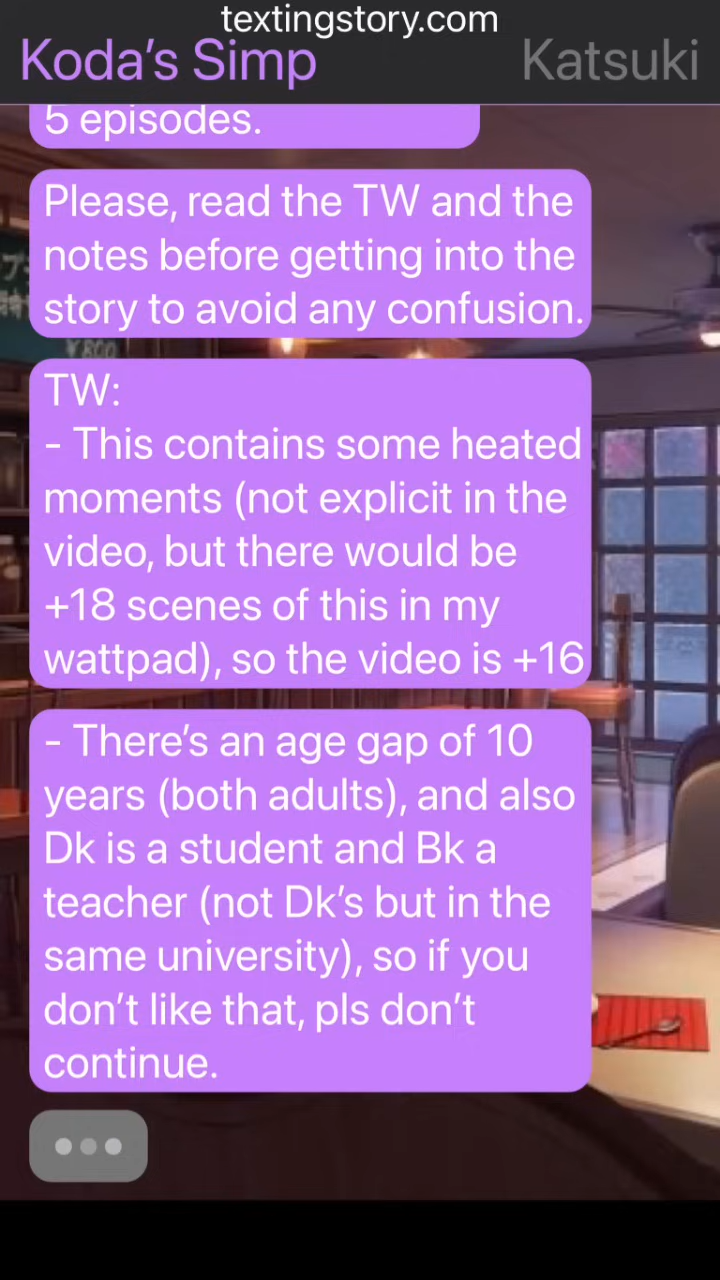 textingstory.com
Koda’s Simp
Katsuki
5 episodes.
Please, read the TW and the
notes before getting into the
story to avoid any confusion.
¥800
TW:
- This contains some heated
moments (not explicit in the
video, but there would be
+18 scenes of this in my
wattpad), so the video is +16
- There’s an age gap of 10
years (both adults), and also
Dk is a student and Bk a
teacher (not Dk’s but in the
same university), so if you
don’t like that, pls don’t
continue.